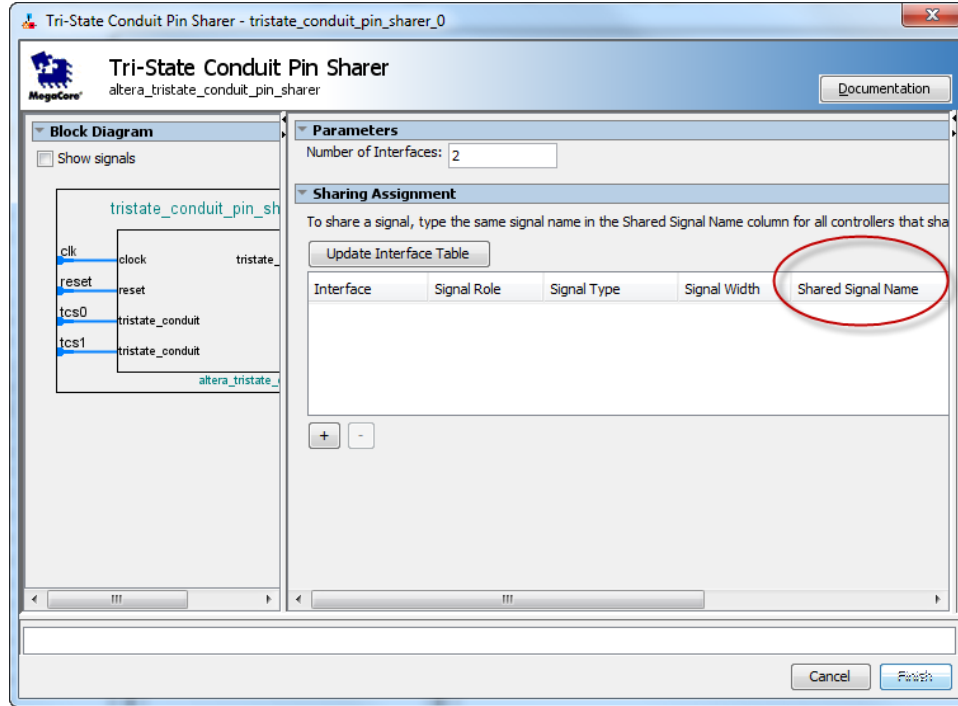 Tri-State Conduit Pin Sharer - tristate_conduit_pin_sharer_0
Tri-State Conduit Pin Sharer
altera_tristate_conduit_pin_sharer
MegaCore®
Documentation
Block Diagram
Show signals
tristate_conduit_pin_sh
clk
clock
tristate_
reset
reset
tcs0
tristate_conduit
tcs1
tristate_conduit
altera_tristate_
Parameters
Number of Interfaces: 2
Sharing Assignment
To share a signal, type the same signal name in the Shared Signal Name column for all controllers that sha
Update Interface Table
Interface Signal Role Signal Type Signal Width Shared Signal Name
+ -
Cancel Finish